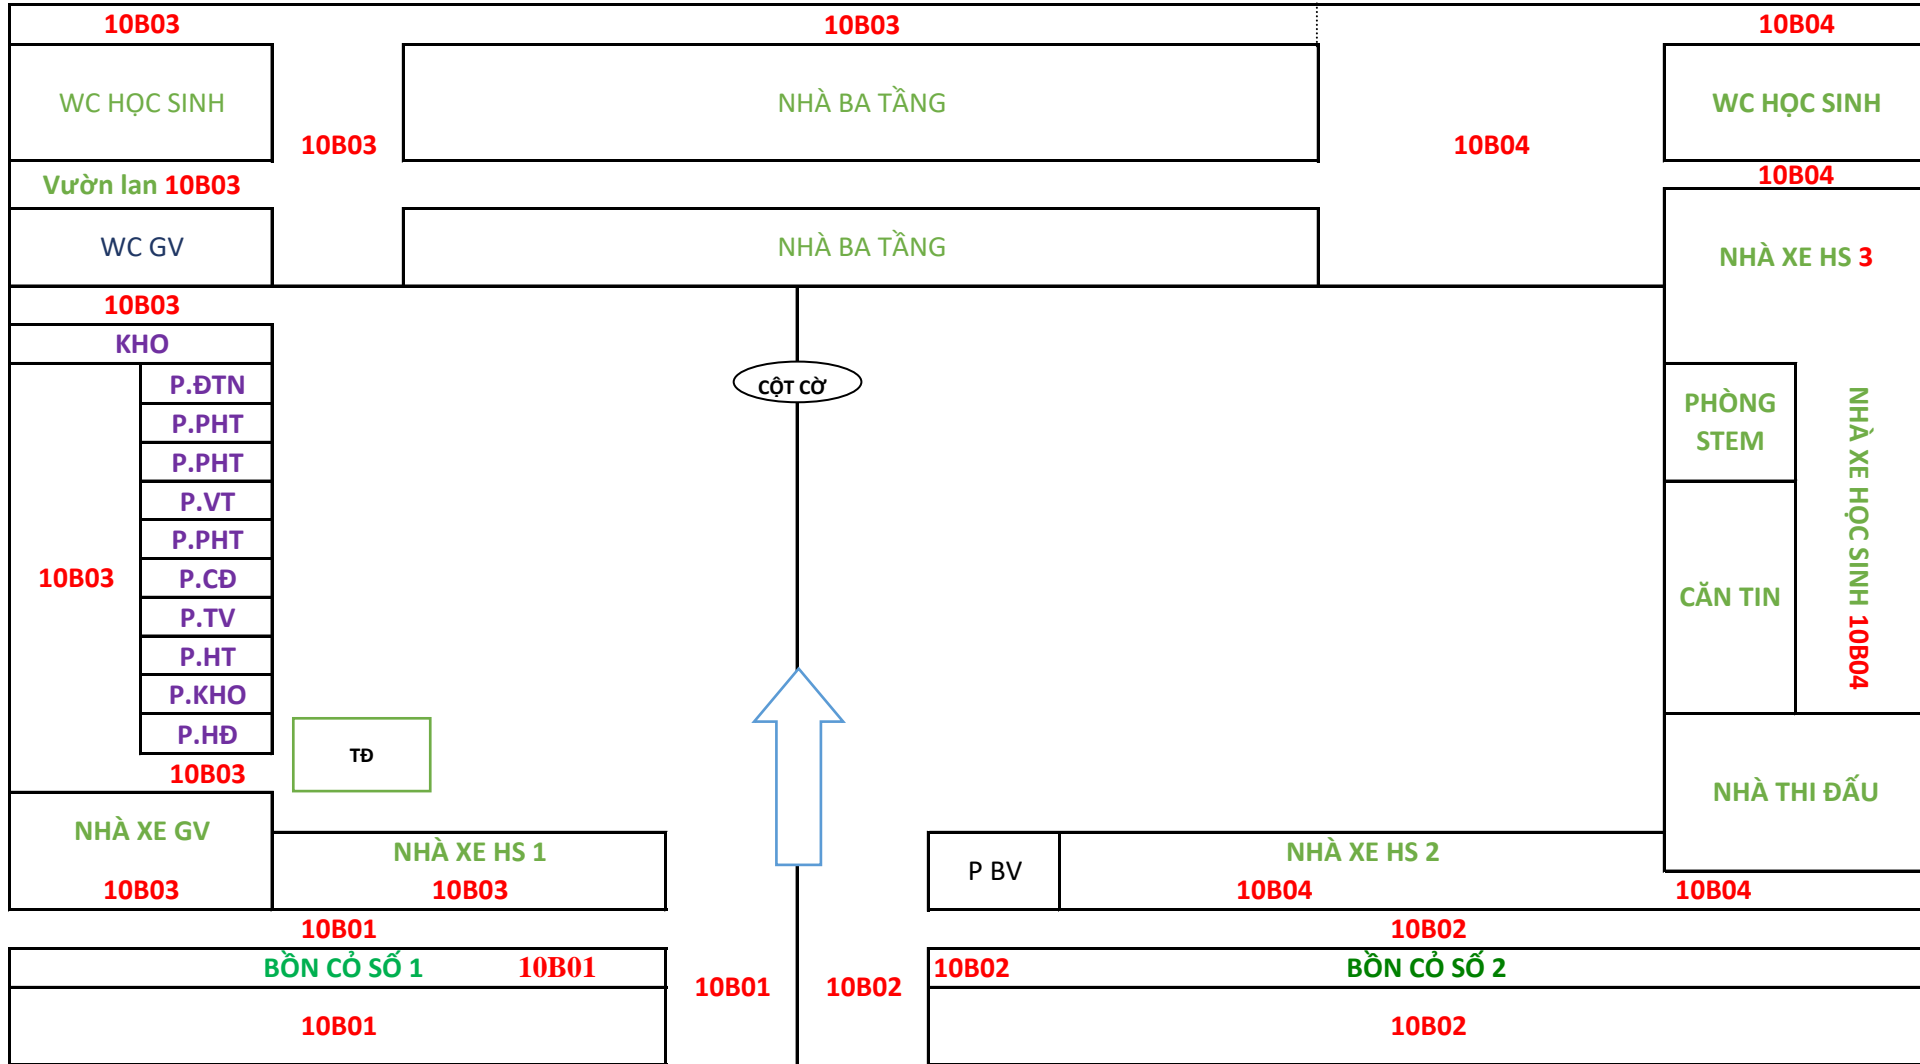 10B03 10B03 10B04
WC HỌC SINH NHÀ BA TẦNG WC HỌC SINH
10B03 10B04
Vườn lan 10B03 10B04
WC GV NHÀ BA TẦNG NHÀ XE HS 3
10B03
KHO
P.ĐTN CỘT CỜ
P.PHT PHÒNG
STEM
P.PHT
P.VT
P.PHT
10B03 P.CĐ CĂN TIN NHÀ XE HỌC SINH 10B04
P.TV
P.HT
P.KHO
P.HĐ
TĐ
10B03
NHÀ THI ĐẤU
NHÀ XE GV
NHÀ XE HS 1 P BV NHÀ XE HS 2
10B03 10B03 10B04 10B04
10B01 10B02
BỒN CỎ SỐ 1 10B01 10B02 BỒN CỎ SỐ 2
10B01 10B02
10B01 10B02